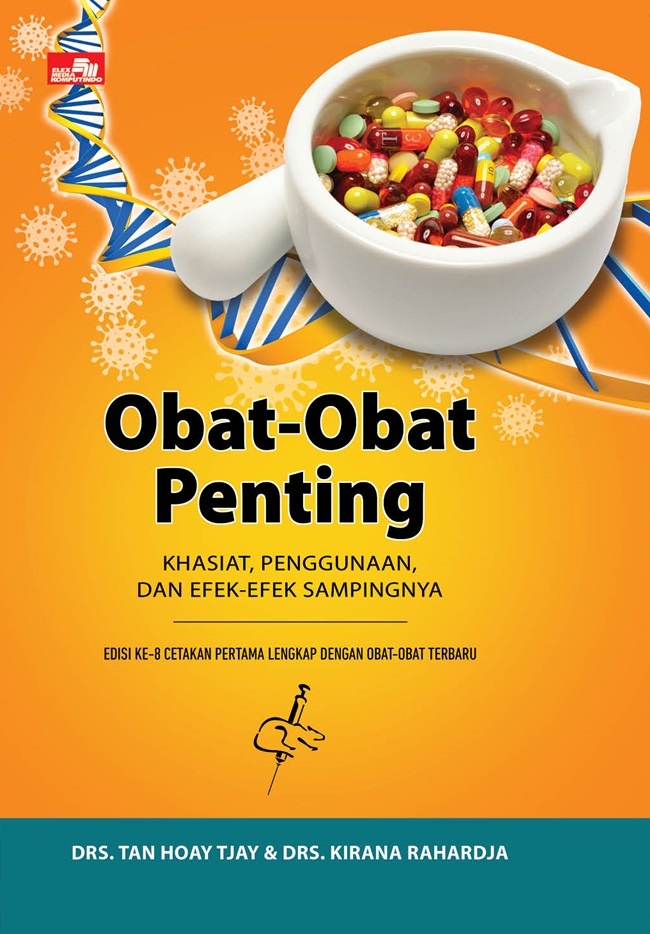 ELEX
MEDIA
KOMPUTINDO
Obat-Obat
Penting
KHASIAT, PENGGUNAAN,
DAN EFEK-EFEK SAMPINGNYA
EDISI KE-8 CETAKAN PERTAMA LENGKAP DENGAN OBAT-OBAT TERBARU
DRS. TAN HOAY TJAY & DRS. KIRANA RAHARDJA